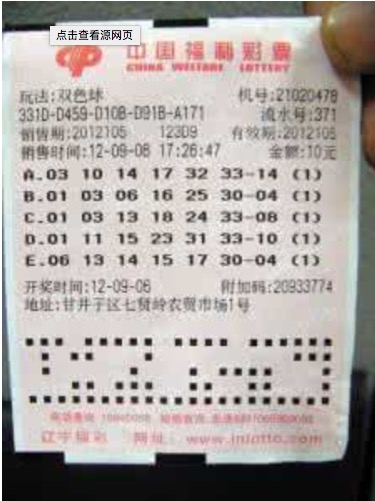 点击查看源网页
中国福利彩票
CHINA WELFARE LOTTERY
玩法:双色球 机号:21020478
331D-D459-D10B-D91B-A171 流水号:371
销售期:2012105 123D9 有效期:2012105
销售时间:12-09-06 17:26:47 金额:10元
A.03 10 14 17 32 33-14 (1)
B.01 03 06 16 25 30-04 (1)
C.01 03 13 18 24 33-08 (1)
D.01 11 15 23 31 33-10 (1)
E.06 13 14 15 17 30-04 (1)
开奖时间:12-09-06 附加码:20933774
地址:甘井子区七贤岭农贸市场1号
辽宁福彩 网址: www.lnlotto.com